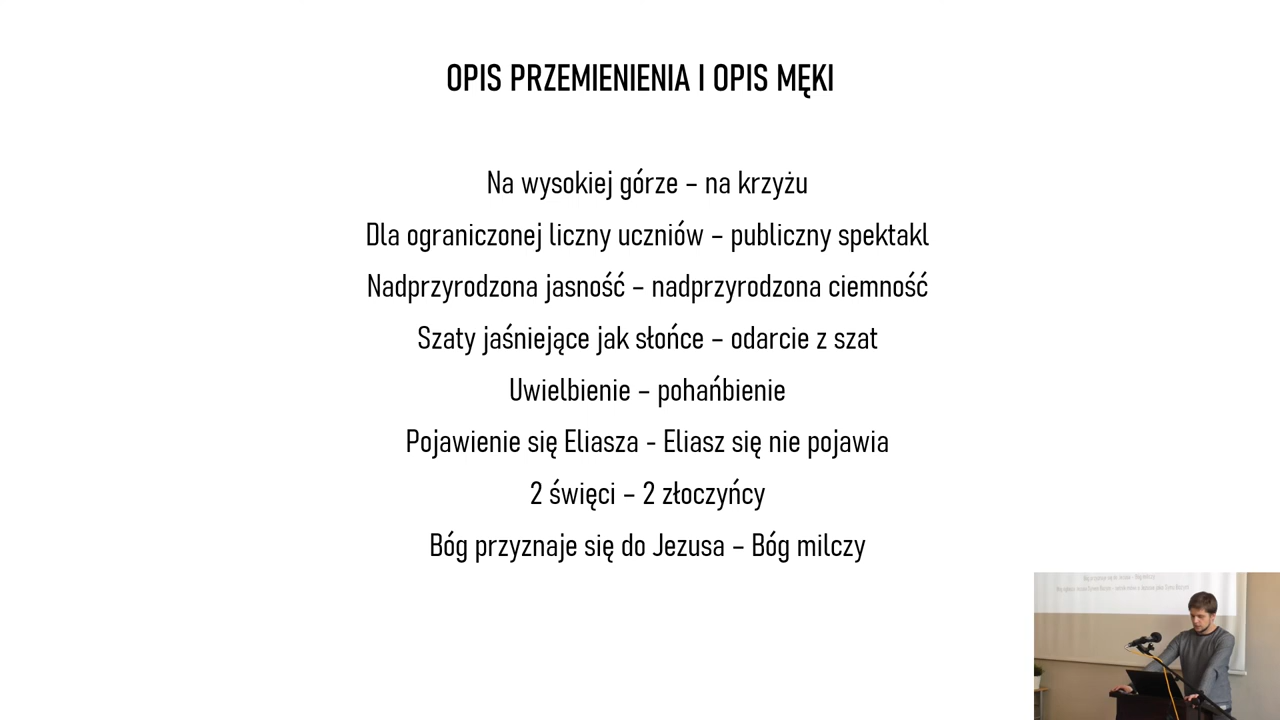 OPIS PRZEMIENIENIA I OPIS MĘKI
Na wysokiej górze – na krzyżu
Dla ograniczonej liczny uczniów – publiczny spektakl
Nadprzyrodzona jasność – nadprzyrodzona ciemność
Szaty jaśniejące jak słońce – odarcie z szat
Uwielbienie – pohańbienie
Pojawienie się Eliasza - Eliasz się nie pojawia
2 święci – 2 złoczyńcy
Bóg przyznaje się do Jezusa – Bóg milczy